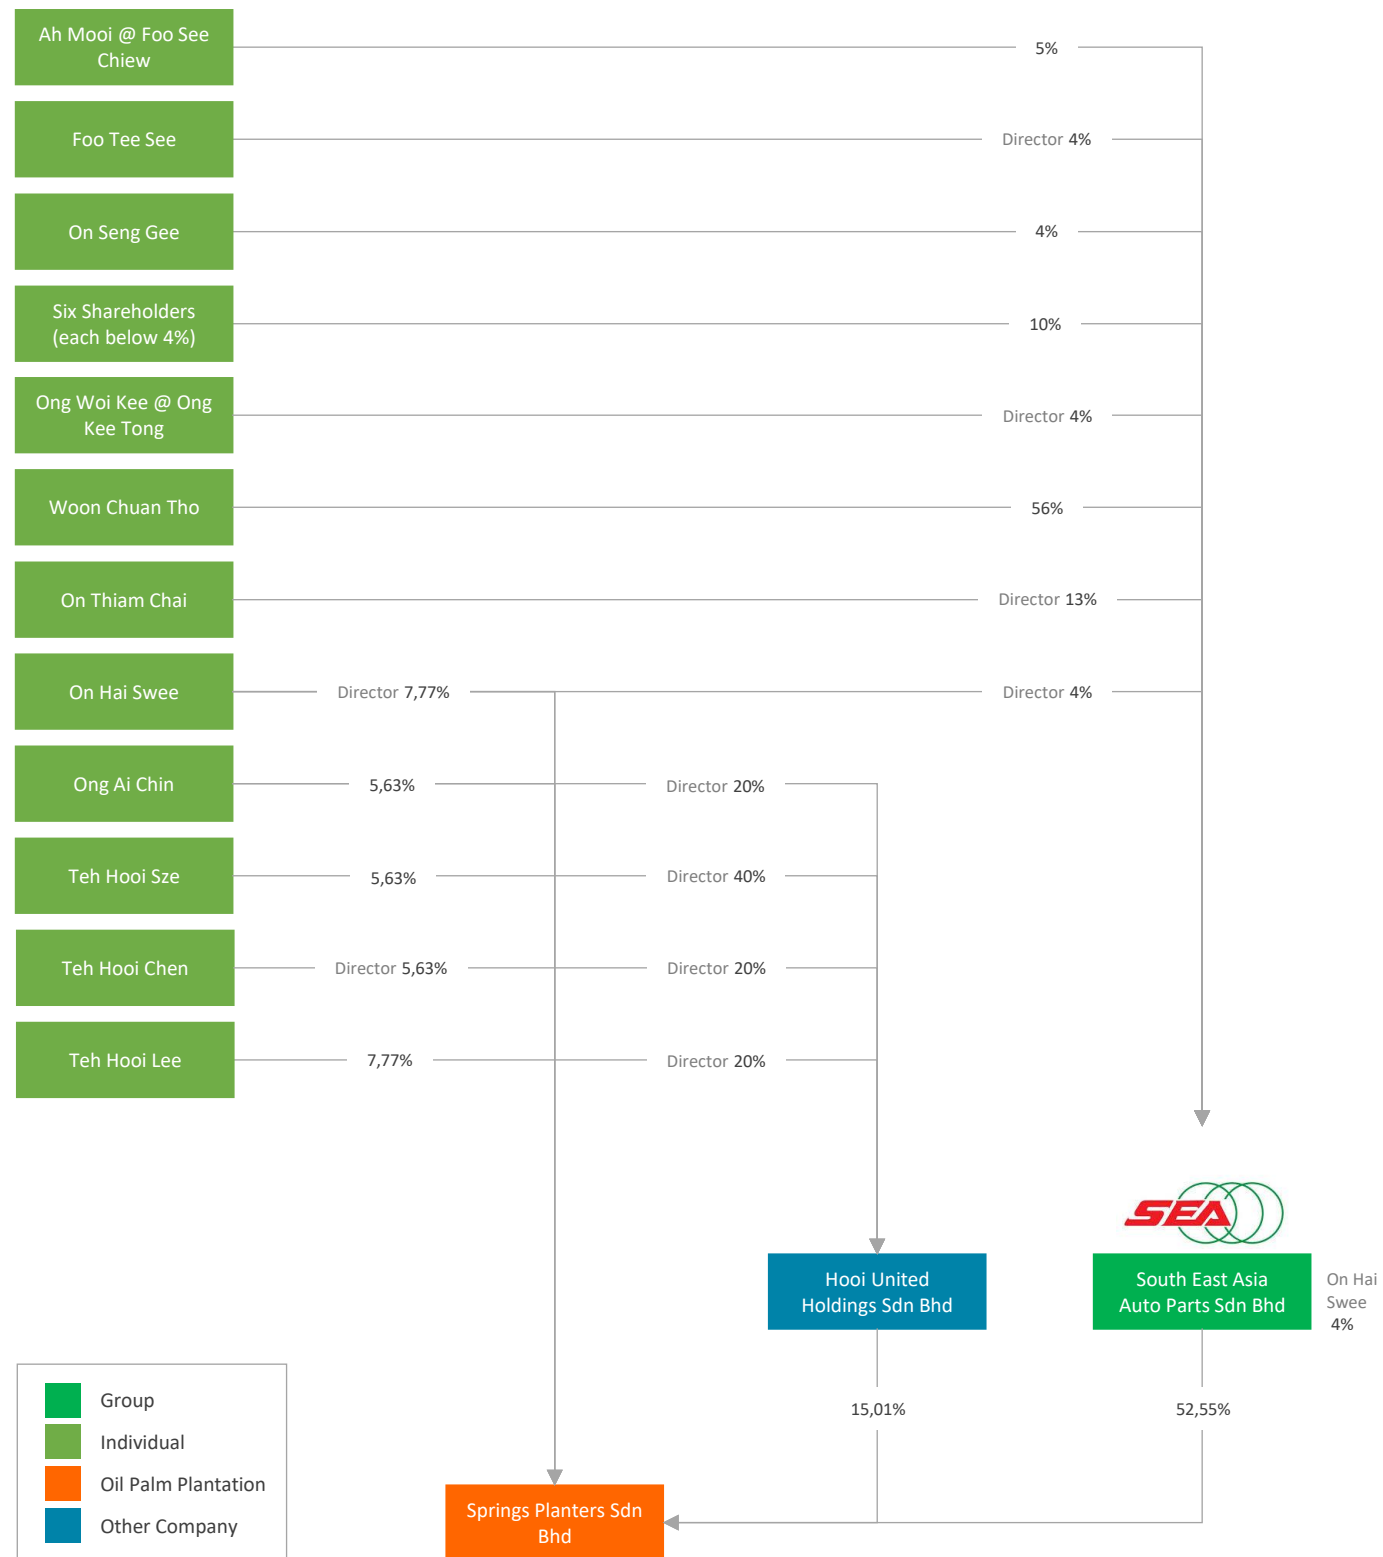 Ah Mooi @ Foo See
Chiew
5%
Foo Tee See
Director 4%
On Seng Gee
4%
Six Shareholders
(each below 4%)
10%
Ong Woi Kee @ Ong
Kee Tong
Director 4%
Woon Chuan Tho
56%
On Thiam Chai
Director 13%
On Hai Swee
Director 7,77%
Director 4%
Ong Ai Chin
5,63%
Director 20%
Teh Hooi Sze
5,63%
Director 40%
Teh Hooi Chen
Director 5,63%
Director 20%
Teh Hooi Lee
7,77%
Director 20%
SEA
Hooi United
Holdings Sdn Bhd
South East Asia
Auto Parts Sdn Bhd
On Hai
Swee
4%
15,01%
52,55%
Group
Individual
Oil Palm Plantation
Other Company
Springs Planters Sdn
Bhd